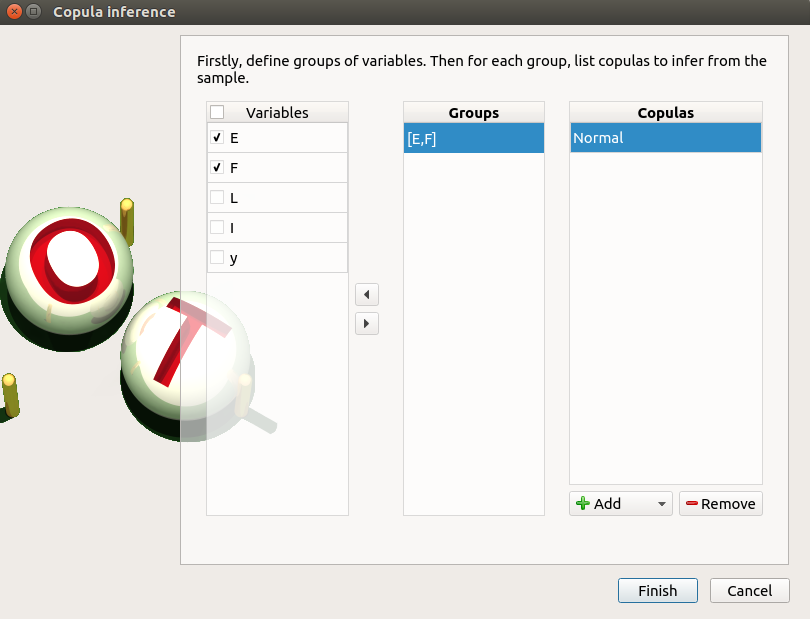 Copula inference
Firstly, define groups of variables. Then for each group, list copulas to infer from the
sample.
Variables
Groups
Copulas
E
[E,F]
Normal
F
L
I
y
O
T
Add
Remove
Finish
Cancel